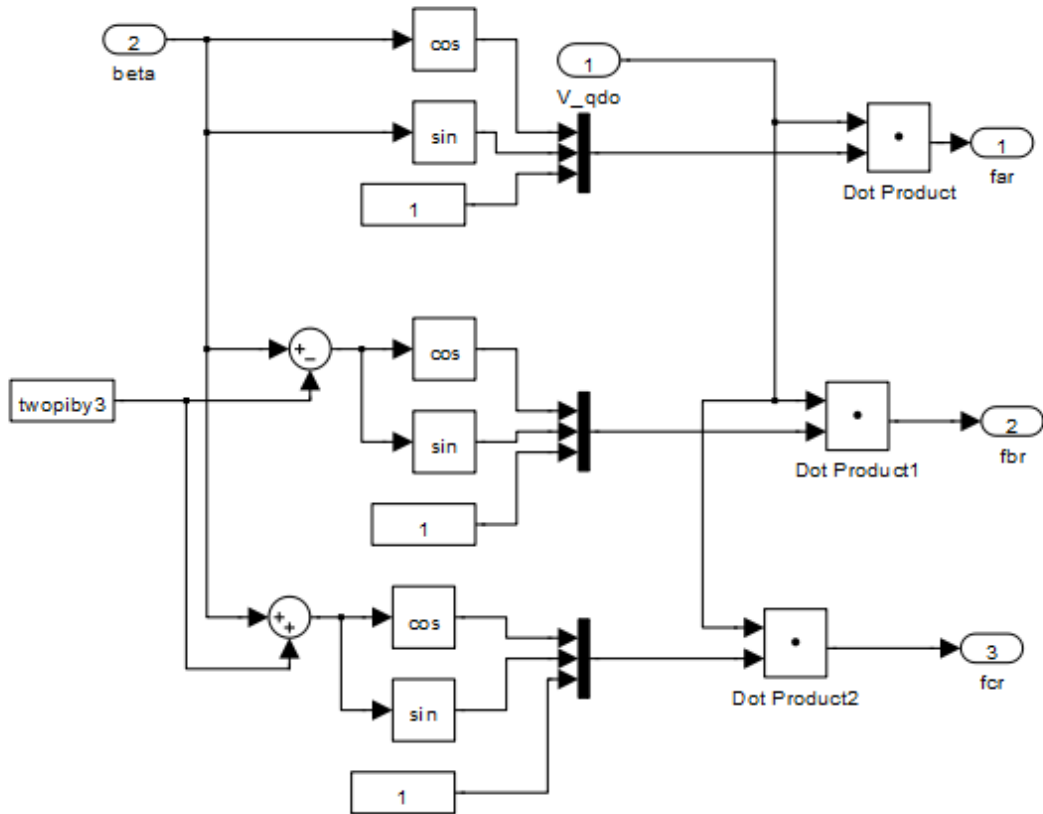 2
beta
cos
1
V_qdo
sin
1
Dot Product
1
far
+
−
cos
twopiby3
sin
1
Dot Product1
2
fbr
+
+
cos
sin
1
Dot Product2
3
fcr